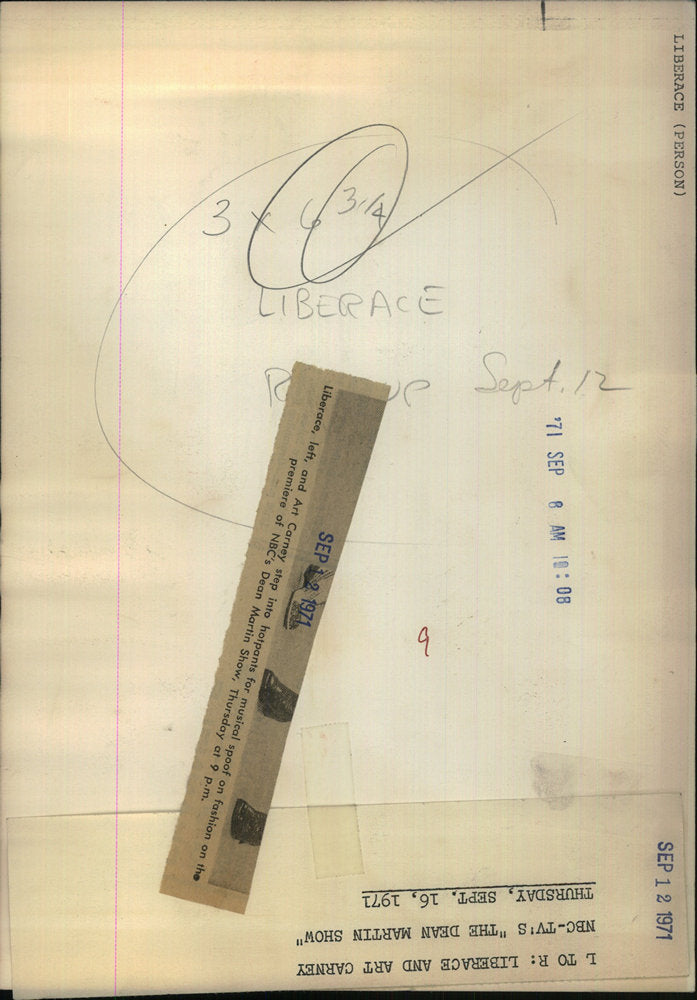 LIBERACE (PERSON)
3 x 6 3/4
LIBERACE
UP Sept. 12
'71 SEP 8 AM 10:08
Liberace, left, and Art Carney step into hotpants for musical spoof on fashion on the
premiere of NBC's Dean Martin Show, Thursday at 9 p.m.
SEP 12 1971
9
SEP 12 1971
L TO R: LIBERACE AND ART CARNEY
NBC-TV'S "THE DEAN MARTIN SHOW"
THURSDAY, SEPT. 16, 1971